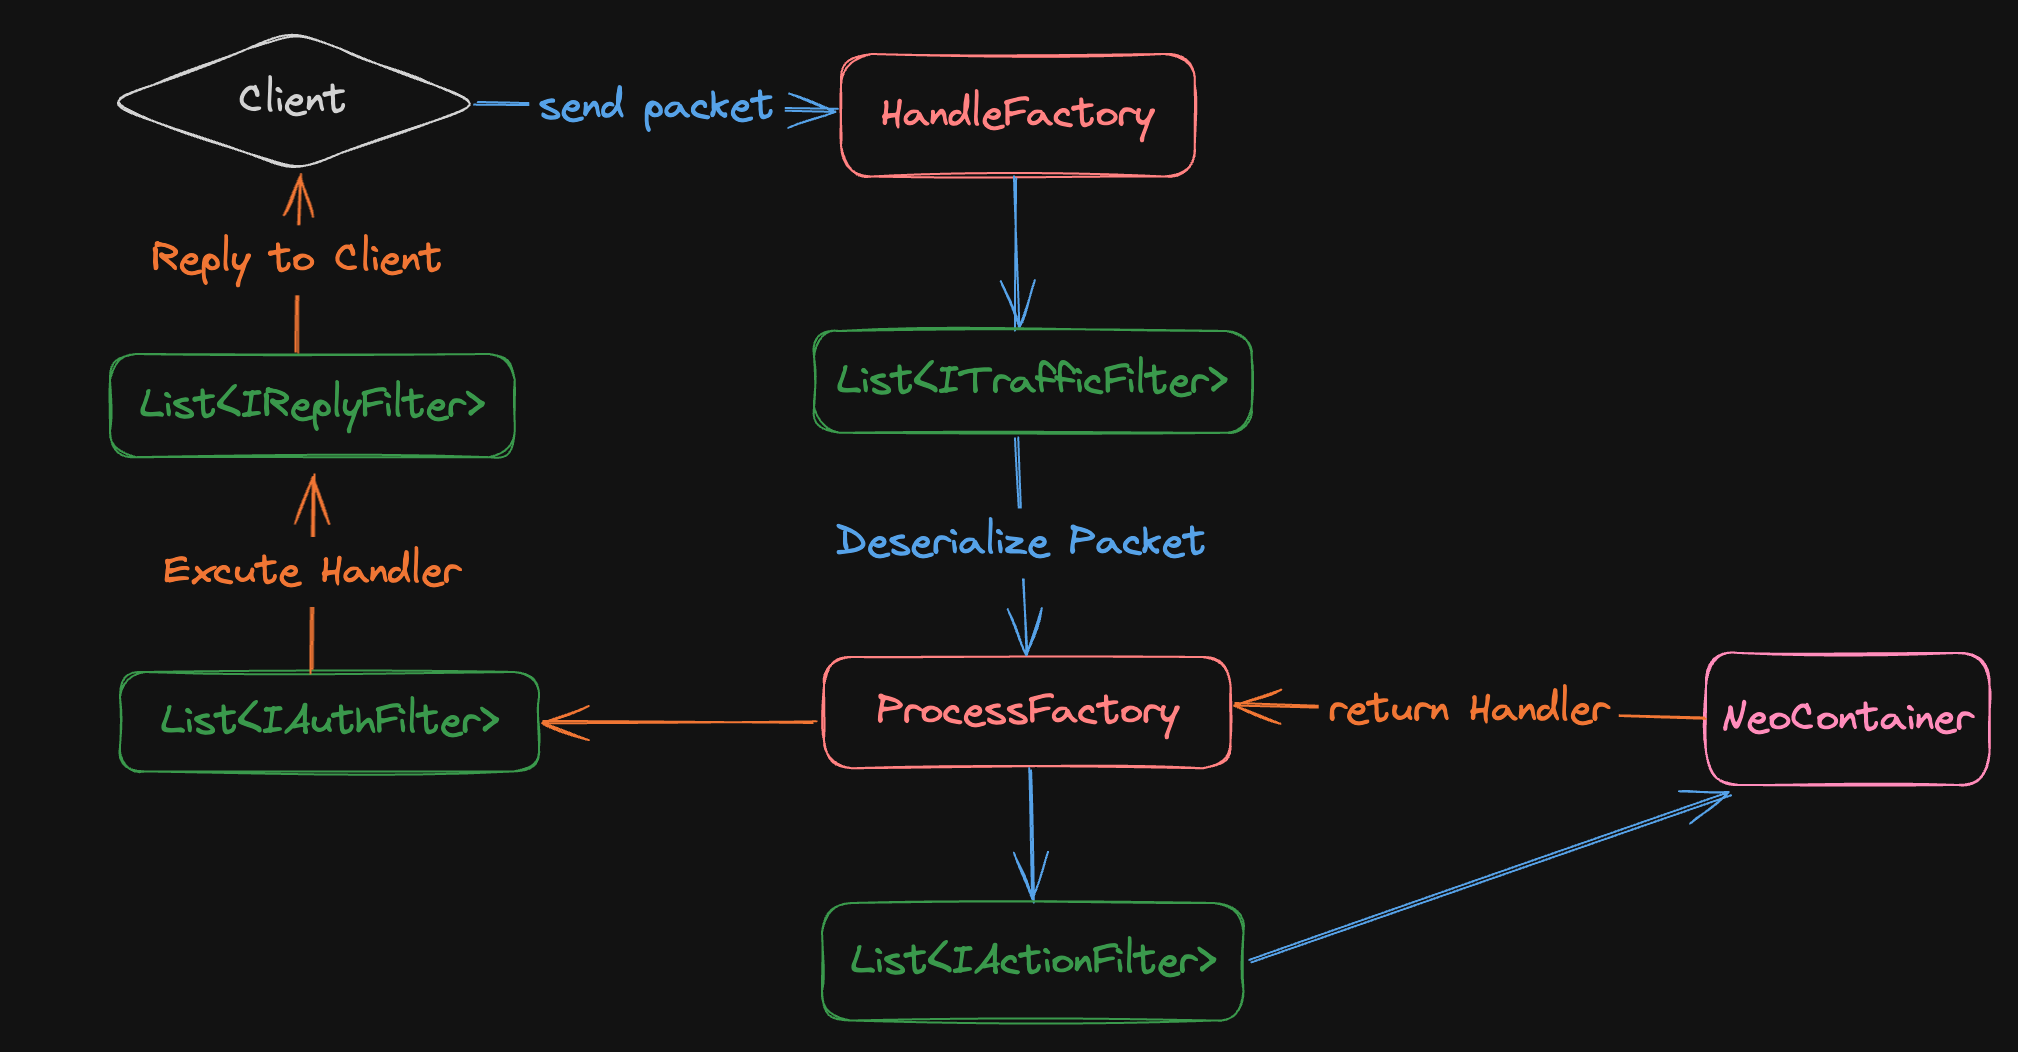 Client
send packet
HandleFactory
Reply to Client
List<IReplyFilter>
List<ITrafficFilter>
Excute Handler
Deserialize Packet
List<IAuthFilter>
ProcessFactory
return Handler
NeoContainer
List<IActionFilter>